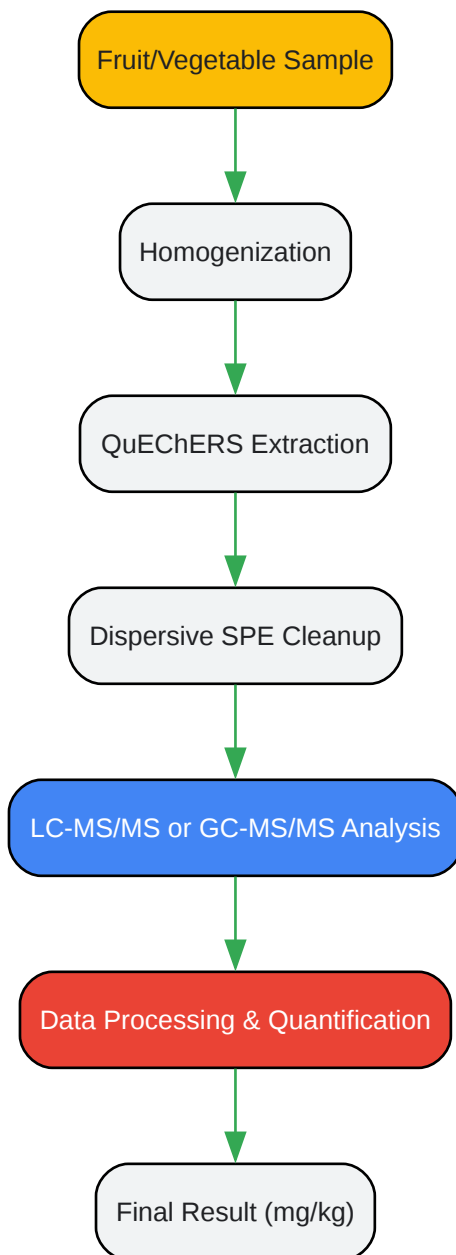 Fruit/Vegetable Sample
Homogenization
QuEChERS Extraction
Dispersive SPE Cleanup
LC-MS/MS or GC-MS/MS Analysis
Data Processing & Quantification
Final Result (mg/kg)